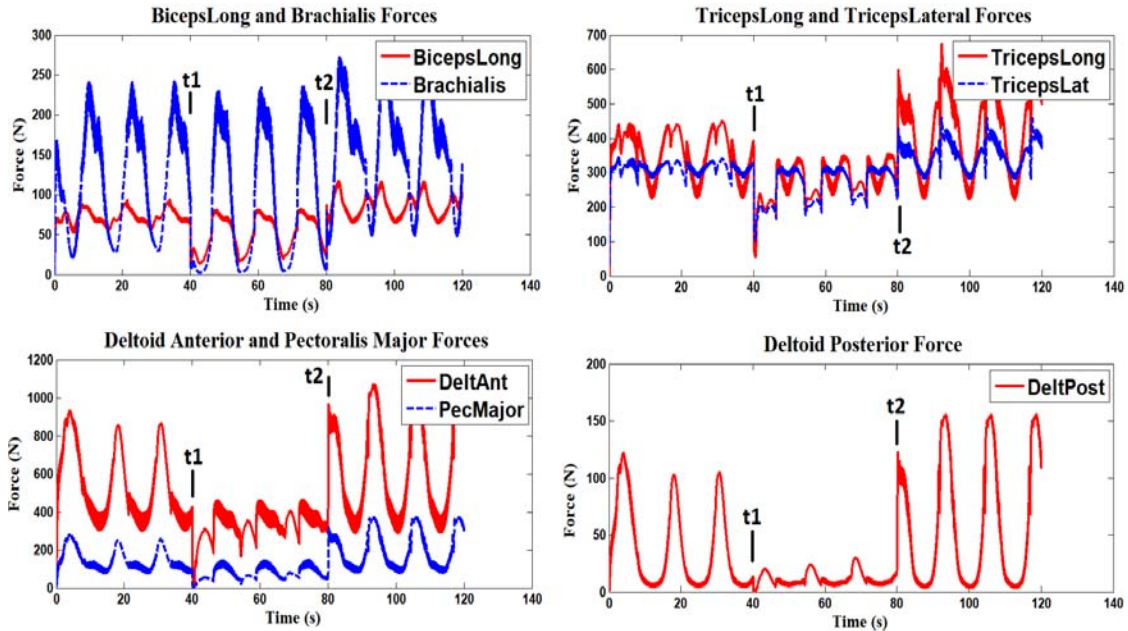 BicepsLong and Brachialis Forces
300
250
200
150
100
50
0
Force (N)
BicepsLong
Brachialis
t1
t2
0 20 40 60 80 100 120 140
Time (s)
TricepsLong and TricepsLateral Forces
700
600
500
400
300
200
100
0
Force (N)
TricepsLong
TricepsLat
t1
t2
0 20 40 60 80 100 120 140
Time (s)
Deltoid Anterior and Pectoralis Major Forces
1200
1000
800
600
400
200
0
Force (N)
DeltAnt
PecMajor
t1
t2
0 20 40 60 80 100 120 140
Time (s)
Deltoid Posterior Force
200
150
100
50
0
Force (N)
DeltPost
t1
t2
0 20 40 60 80 100 120 140
Time (s)